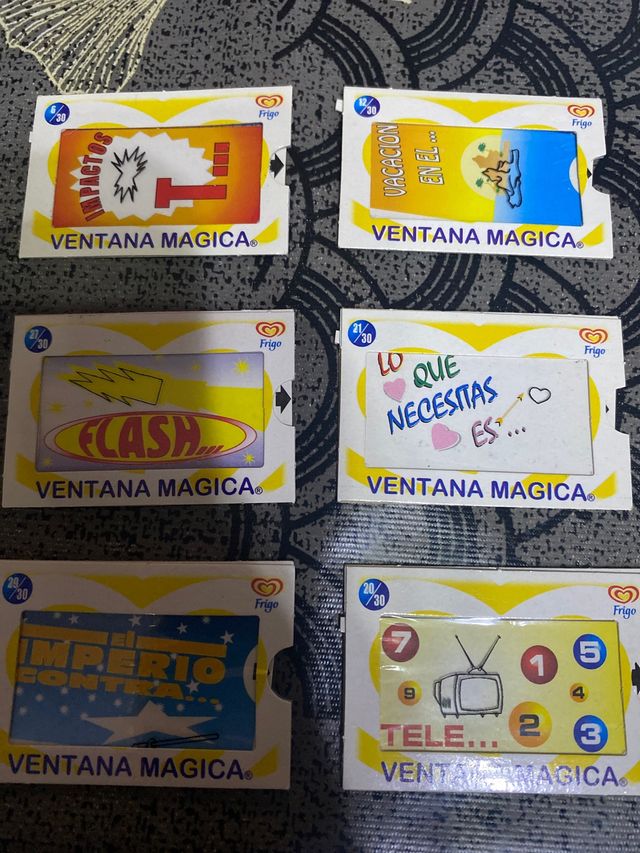 6/30
Frigo
IMPACTOS
T...
VENTANA MAGICA®
12/30
Frigo
VACACION
EN EL ...
VENTANA MAGICA®
27/30
Frigo
FLASH...
VENTANA MAGICA®
21/30
Frigo
LO QUE
NECESITAS
ES ...
VENTANA MAGICA®
29/30
Frigo
El
IMPERIO
CONTRA...
VENTANA MAGICA®
20/30
Frigo
7
1
5
9
4
2
3
TELE...
VENTANA MAGICA®